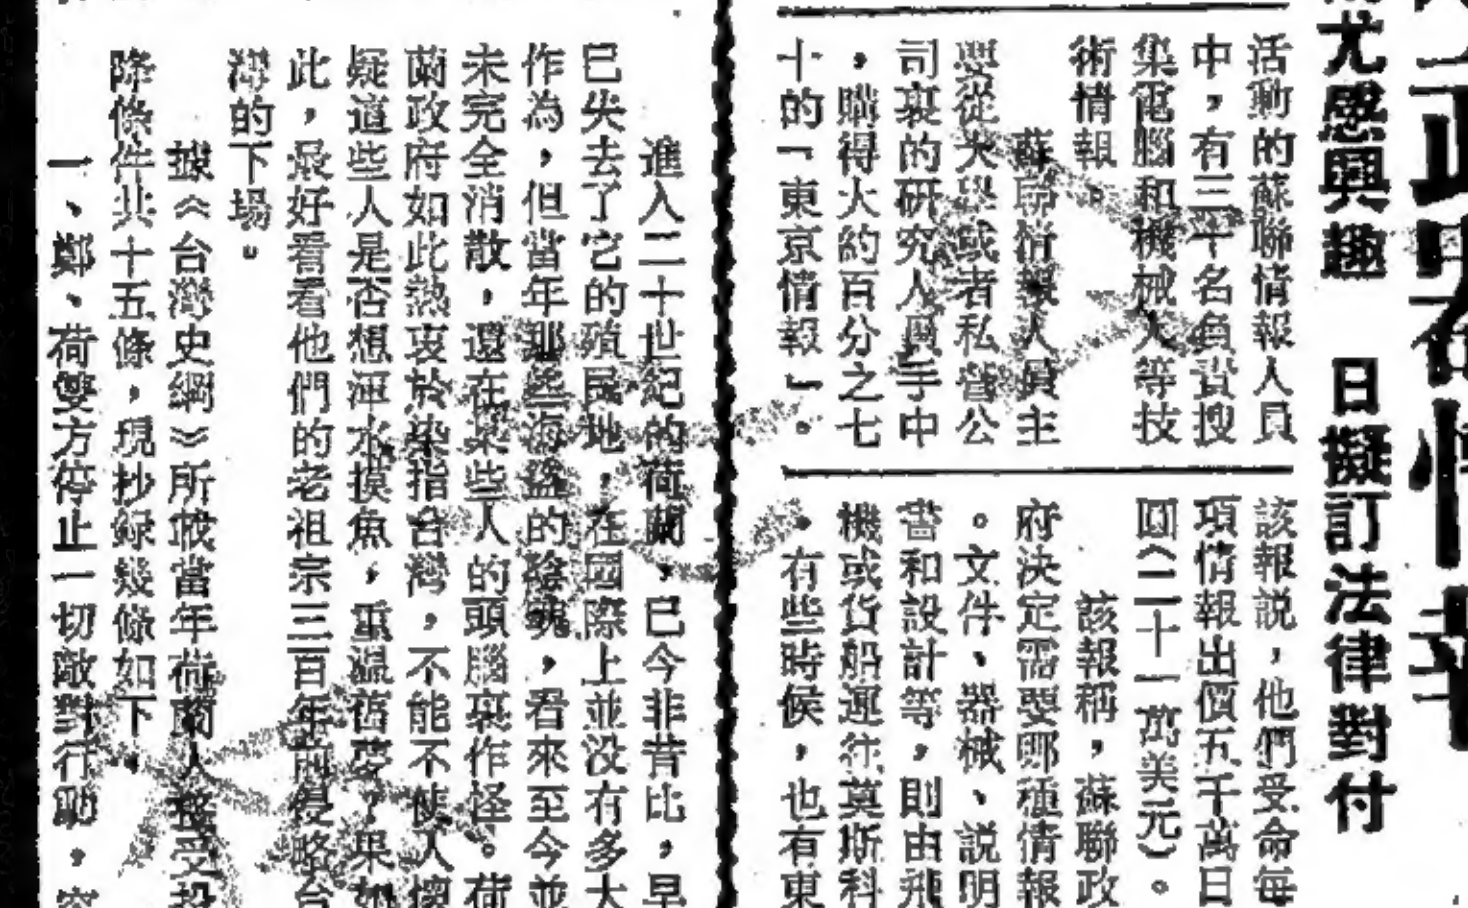 尤感興趣 日擬訂法律對付
活動的蘇聯情報人員
中，有三十名負責搜
集電腦和機械人等技
術情報。
蘇聯情報人員主
要從大學或者私營公
司裏的研究人員手中
，購得大約百分之七
十的「東京情報」。
該報説，他們受命每
項情報出價五千萬日
圓（二十一萬美元）。
該報稱，蘇聯政
府決定需要哪種情報
。文件、器械、説明
書和設計等，則由飛
機或貨船運往莫斯科
。有些時候，也有東
進入二十世紀的荷蘭，已今非昔比，早
已失去了它的殖民地，在國際上並没有多大
作為，但當年那些海盜的陰魂，看來至今並
未完全消散，還在某些人的頭腦裏作怪。荷
蘭政府如此熱衷於染指台灣，不能不使人懷
疑這些人是否想渾水摸魚，重溫舊夢？果如
此，最好看看他們的老祖宗三百年前侵略台
灣的下場。
據《台灣史綱》所載當年荷蘭人接受投
降條件共十五條，現抄録幾條如下：
一、鄭、荷雙方停止一切敵對行動，